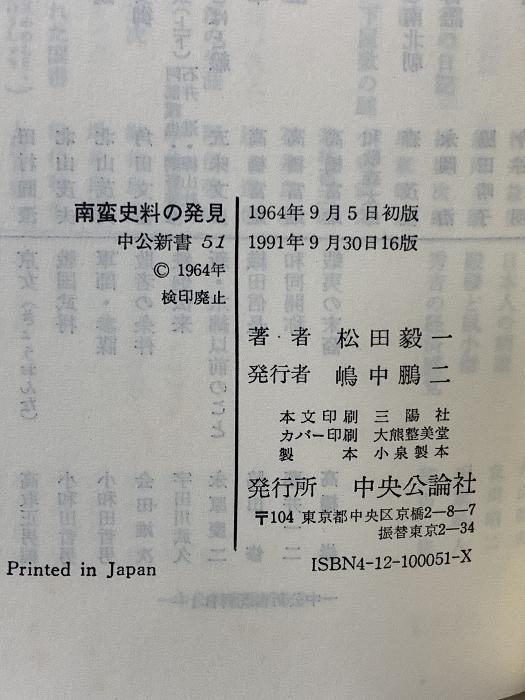 南蛮史料の発見
中公新書 51
© 1964年
検印廃止
1964年9月5日初版
1991年9月30日16版
著者 松田毅一
発行者 嶋中鵬二
本文印刷 三陽社
カバー印刷 大熊整美堂
製本 小泉製本
発行所 中央公論社
〒104 東京都中央区京橋2-8-7
振替東京2-34
Printed in Japan
ISBN4-12-100051-X